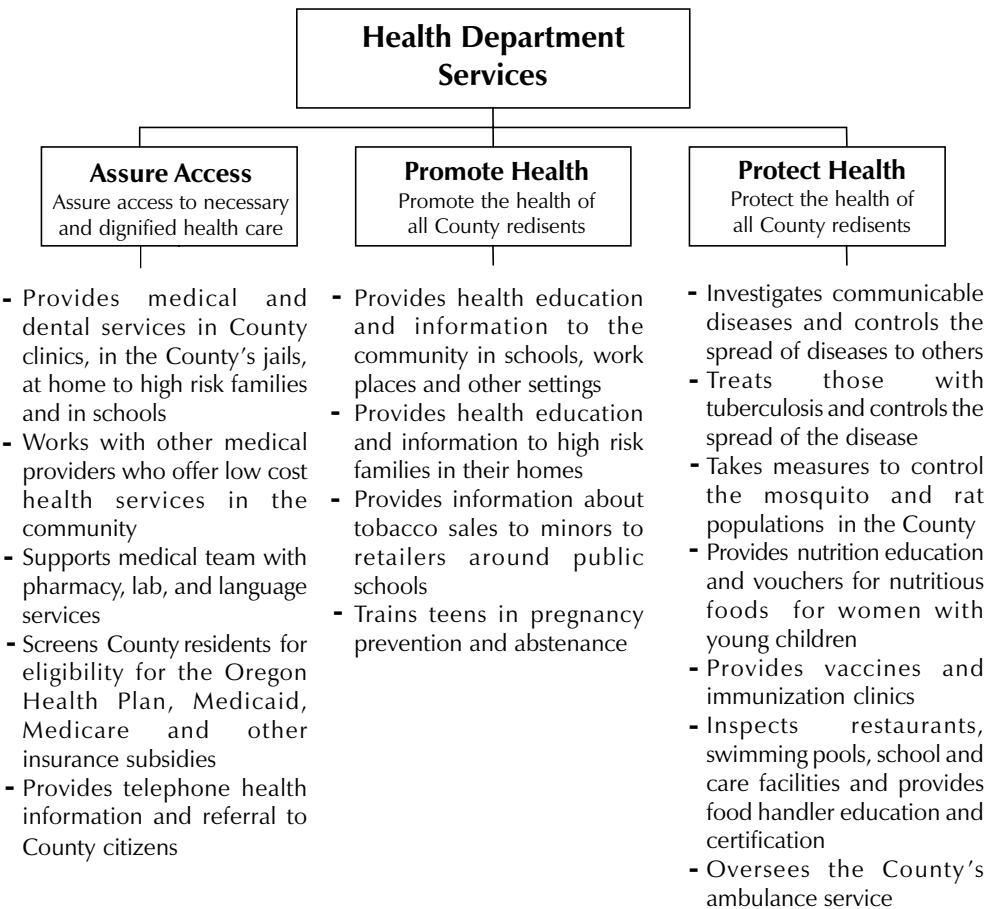 Health Department
Services
Assure Access
Assure access to necessary
and dignified health care
- Provides medical and
dental services in County
clinics, in the County's jails,
at home to high risk families
and in schools
- Works with other medical
providers who offer low cost
health services in the
community
- Supports medical team with
pharmacy, lab, and language
services
- Screens County residents for
eligibility for the Oregon
Health Plan, Medicaid,
Medicare and other
insurance subsidies
- Provides telephone health
information and referral to
County citizens
Promote Health
Promote the health of
all County redisents
- Provides health education
and information to the
community in schools, work
places and other settings
- Provides health education
and information to high risk
families in their homes
- Provides information about
tobacco sales to minors to
retailers around public
schools
- Trains teens in pregnancy
prevention and abstenance
Protect Health
Protect the health of
all County redisents
- Investigates communicable
diseases and controls the
spread of diseases to others
- Treats those with
tuberculosis and controls the
spread of the disease
- Takes measures to control
the mosquito and rat
populations in the County
- Provides nutrition education
and vouchers for nutritious
foods for women with
young children
- Provides vaccines and
immunization clinics
- Inspects restaurants,
swimming pools, school and
care facilities and provides
food handler education and
certification
- Oversees the County's
ambulance service